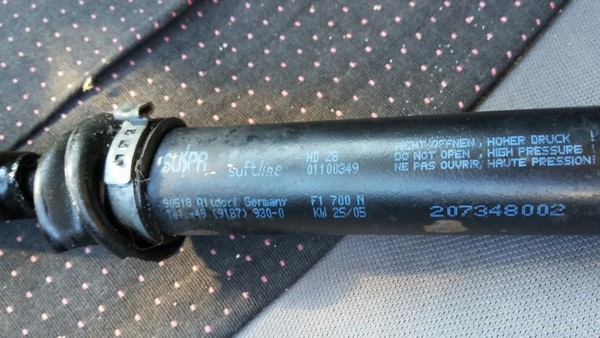 SUSPA softline HD 26
01100349
90518 Altdorf Germany F1 700 N
Tel. +49 (9187) 930-0 KW 25/05
NICHT ÖFFNEN, HOHER DRUCK !
DO NOT OPEN , HIGH PRESSURE !
NE PAS OUVRIR, HAUTE PRESSION!
207348002